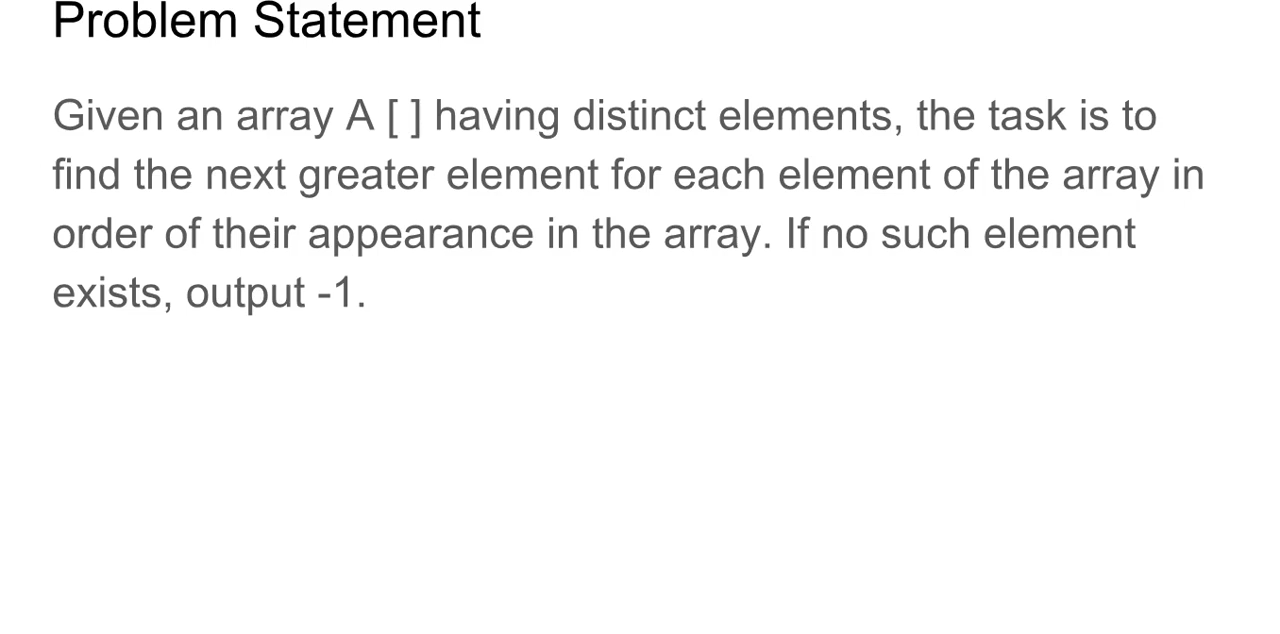 Problem Statement
Given an array A [ ] having distinct elements, the task is to
find the next greater element for each element of the array in
order of their appearance in the array. If no such element
exists, output -1.